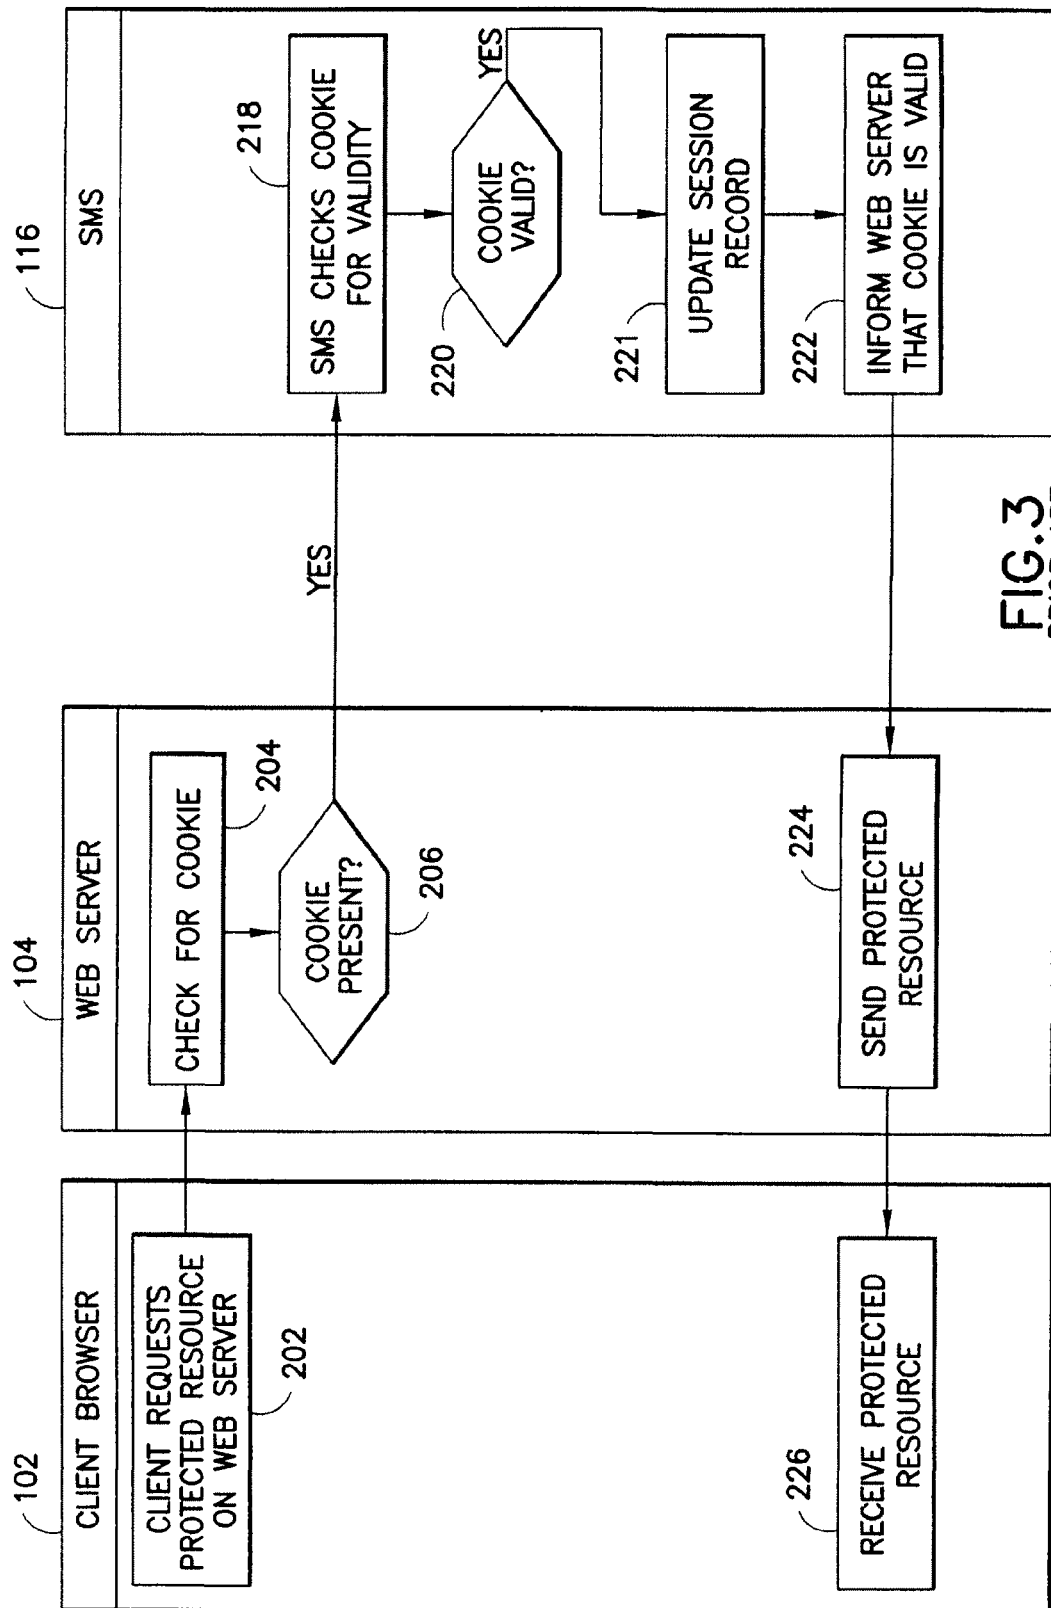 102
CLIENT BROWSER
CLIENT REQUESTS
PROTECTED RESOURCE
ON WEB SERVER
202
226
RECEIVE PROTECTED
RESOURCE
104
WEB SERVER
CHECK FOR COOKIE
204
COOKIE
PRESENT?
206
YES
224
SEND PROTECTED
RESOURCE
116
SMS
218
SMS CHECKS COOKIE
FOR VALIDITY
COOKIE
VALID?
220
YES
221
UPDATE SESSION
RECORD
222
INFORM WEB SERVER
THAT COOKIE IS VALID
FIG.3